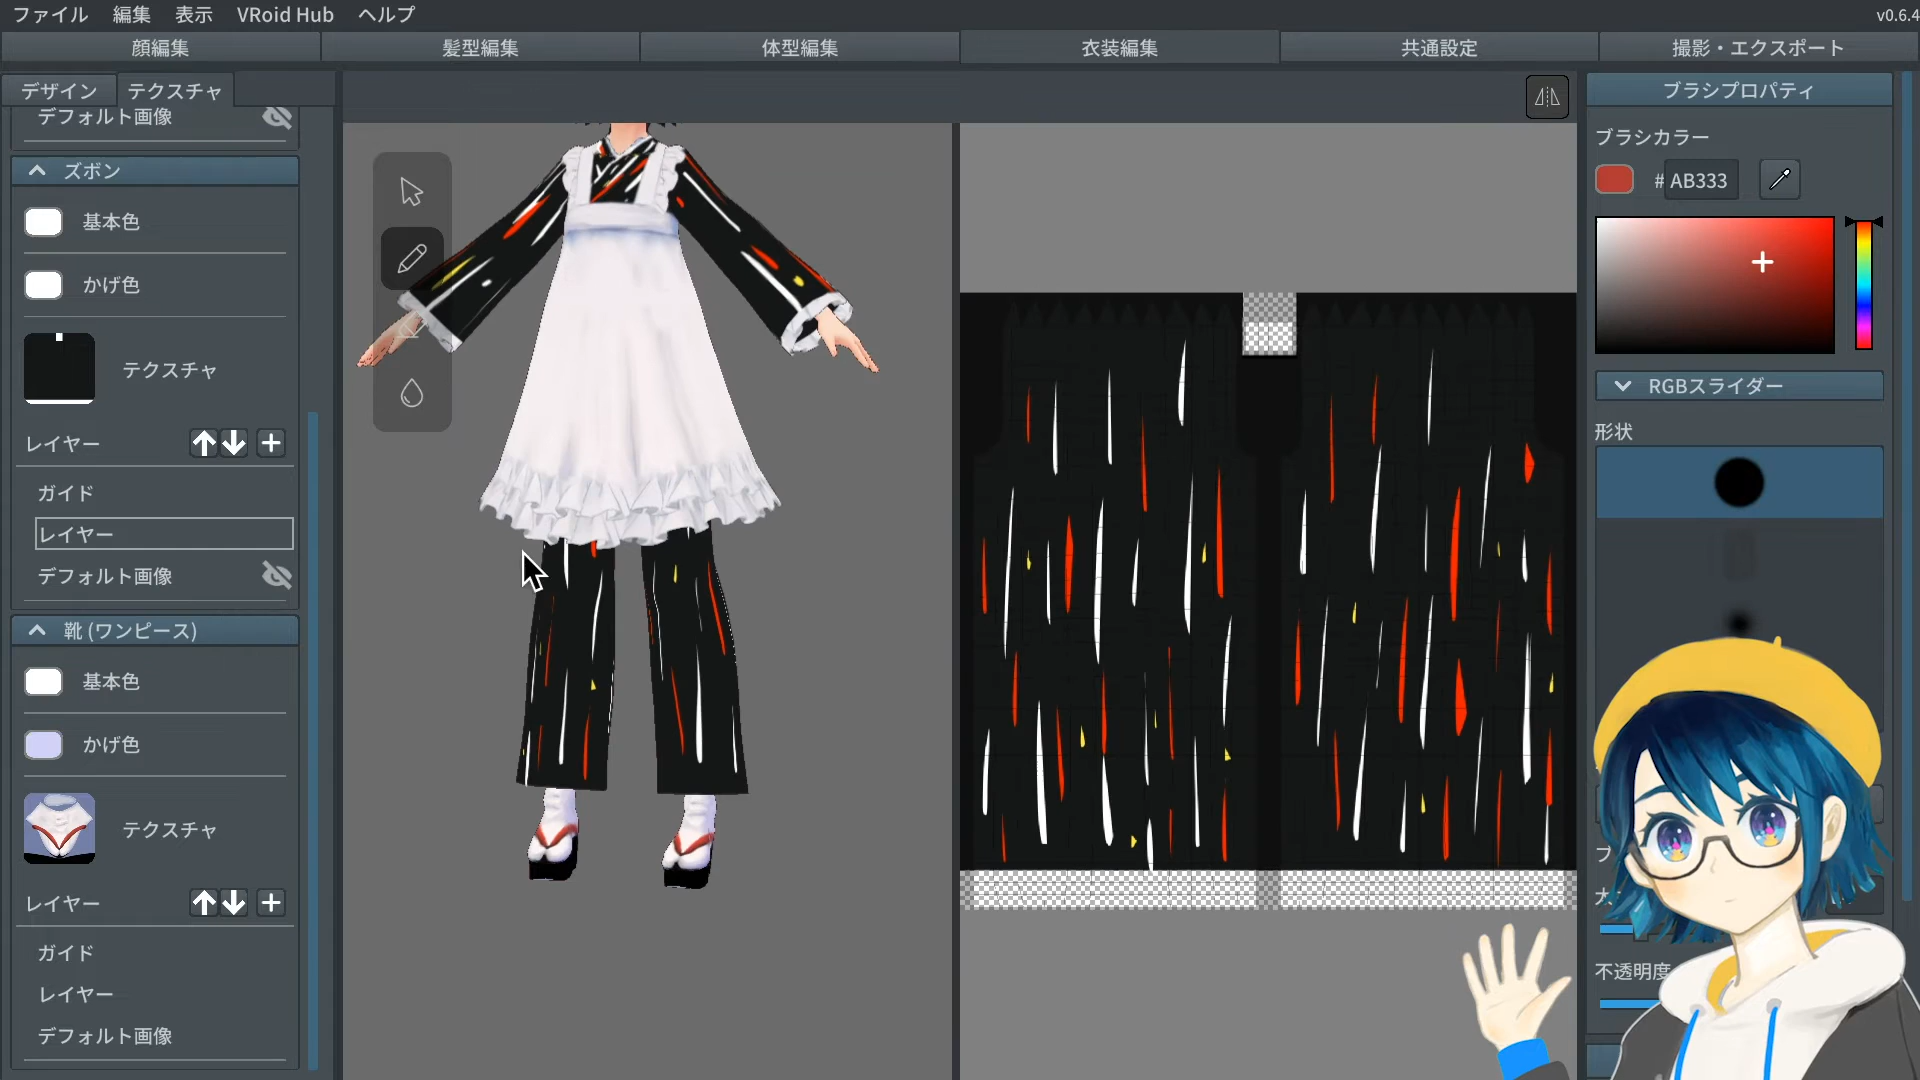 ファイル 編集 表示 VRoid Hub ヘルプ
v0.6.4
顔編集 髪型編集 体型編集 衣装編集 共通設定 撮影・エクスポート
デザイン テクスチャ
デフォルト画像
ズボン
基本色
かげ色
テクスチャ
レイヤー
ガイド
レイヤー
デフォルト画像
靴 (ワンピース)
基本色
かげ色
テクスチャ
レイヤー
ガイド
レイヤー
デフォルト画像
ブラシプロパティ
ブラシカラー
# AB333
RGBスライダー
形状
不透明度